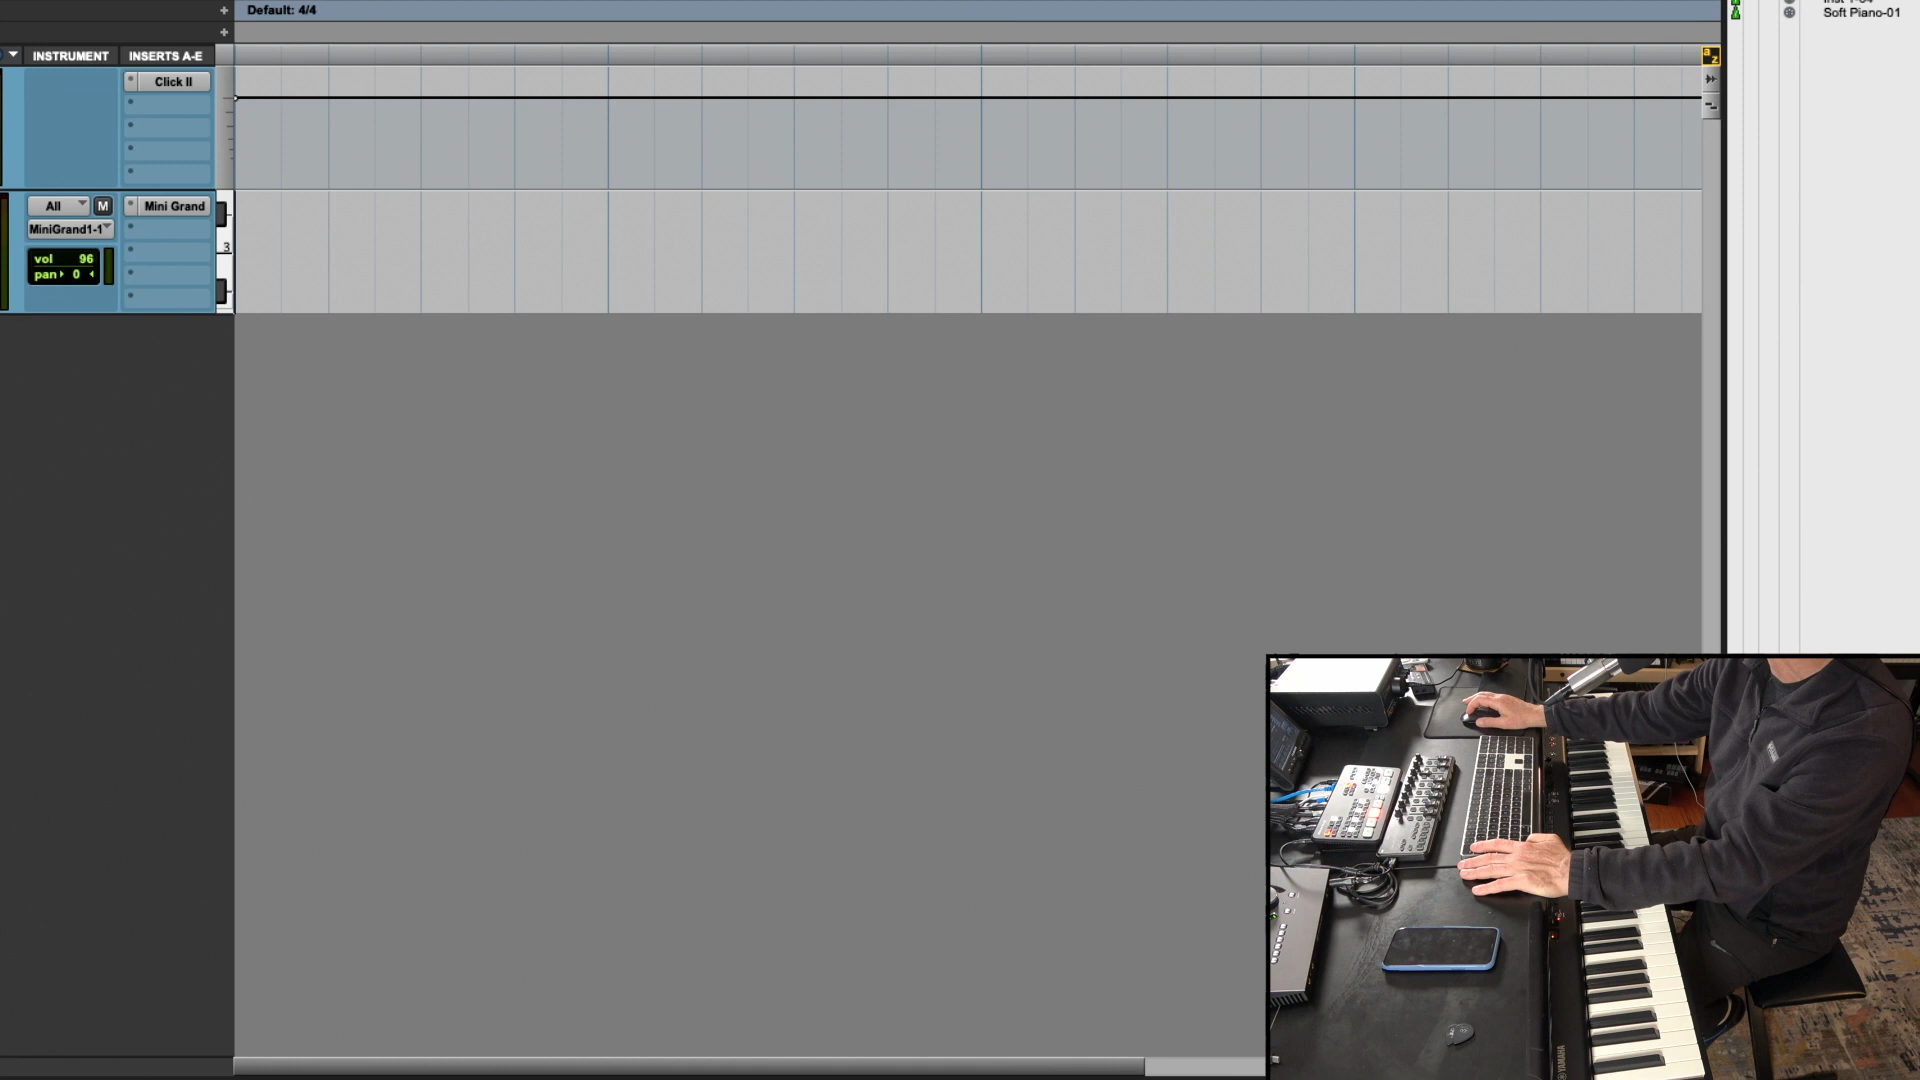 Default: 4/4
Soft Piano-01
INSTRUMENT
INSERTS A-E
a
z
Click II
All
M
Mini Grand
MiniGrand1-1
3
vol 96
pan 0
YAMAHA